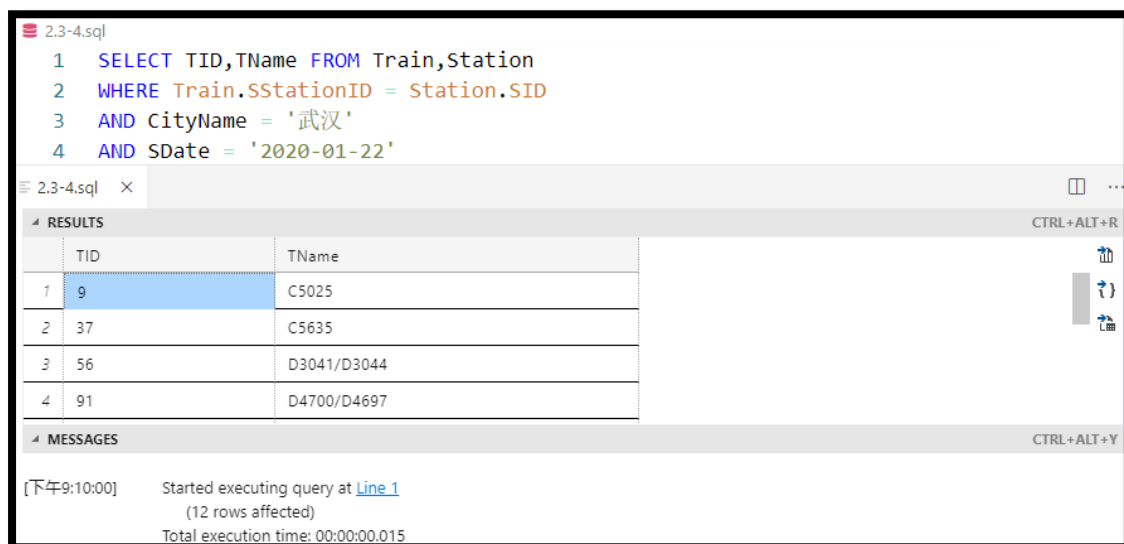 2.3-4.sql
1 SELECT TID,TName FROM Train,Station
2 WHERE Train.SStationID = Station.SID
3 AND CityName = '武汉'
4 AND SDate = '2020-01-22'
2.3-4.sql ×
RESULTS CTRL+ALT+R
TID TName
1 9 C5025
2 37 C5635
3 56 D3041/D3044
4 91 D4700/D4697
MESSAGES CTRL+ALT+Y
[下午9:10:00] Started executing query at Line 1
(12 rows affected)
Total execution time: 00:00:00.015